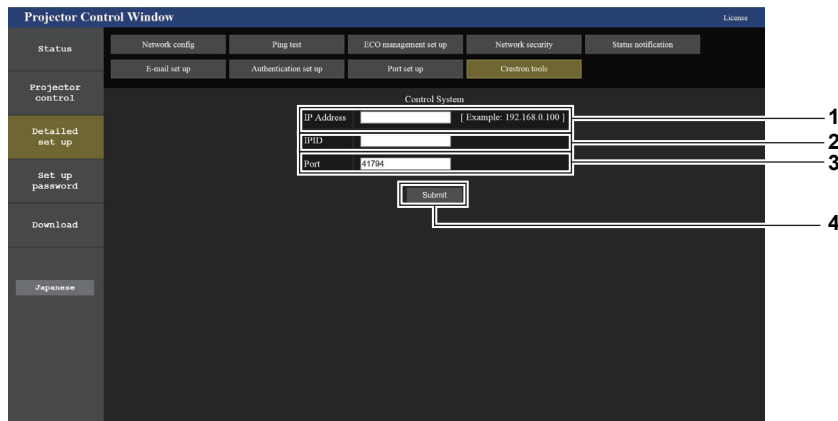 Projector Control Window License
Status
Network config Ping test ECO management set up Network security Status notification
E-mail set up Authentication set up Port set up Crestron tools
Projector
control
Detailed
set up
Set up
password
Download
Japanese
Control System
IP Address [ Example: 192.168.0.100 ] 1
IPID 2
Port 41794 3
Submit 4